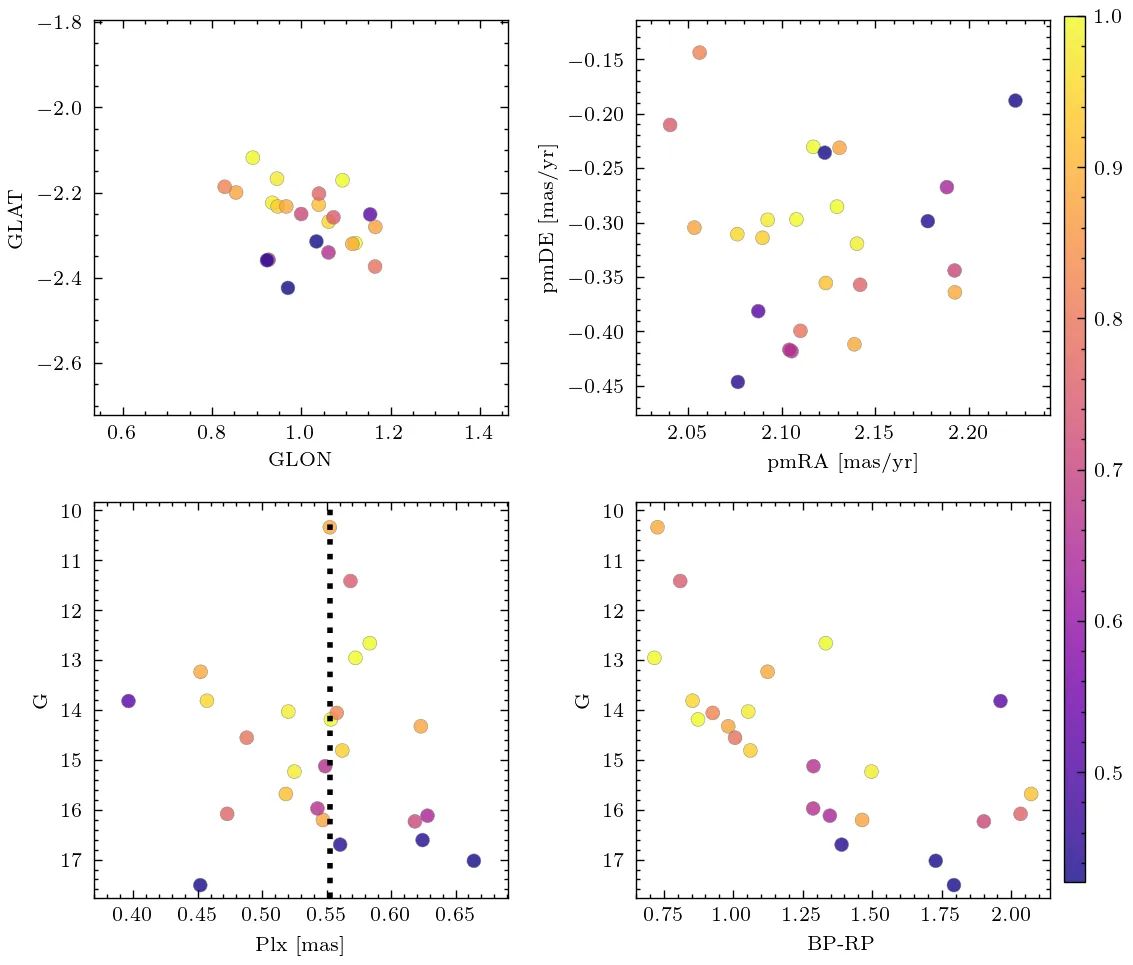 −1.8
−2.0
−2.2
−2.4
−2.6
GLAT
0.6 0.8 1.0 1.2 1.4
GLON
−0.15
−0.20
−0.25
−0.30
−0.35
−0.40
−0.45
pmDE [mas/yr]
2.05 2.10 2.15 2.20
pmRA [mas/yr]
10
11
12
13
14
15
16
17
G
0.40 0.45 0.50 0.55 0.60 0.65
Plx [mas]
10
11
12
13
14
15
16
17
G
0.75 1.00 1.25 1.50 1.75 2.00
BP-RP
1.0
0.9
0.8
0.7
0.6
0.5